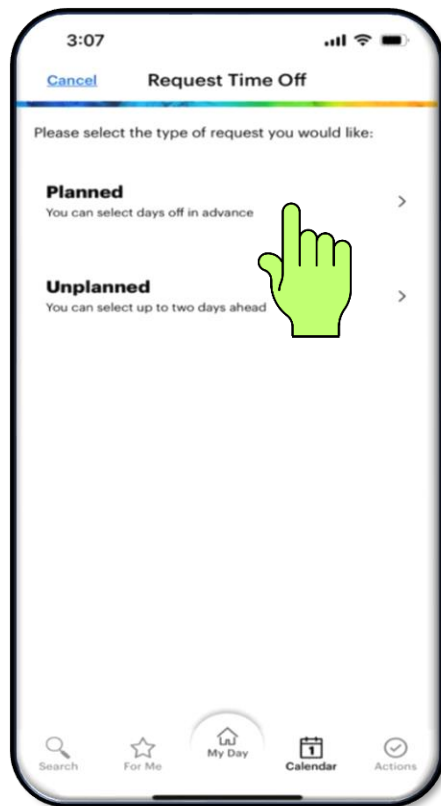 3:07
Cancel Request Time Off
Please select the type of request you would like:
Planned
You can select days off in advance
Unplanned
You can select up to two days ahead
1
Search For Me My Day Calendar Actions